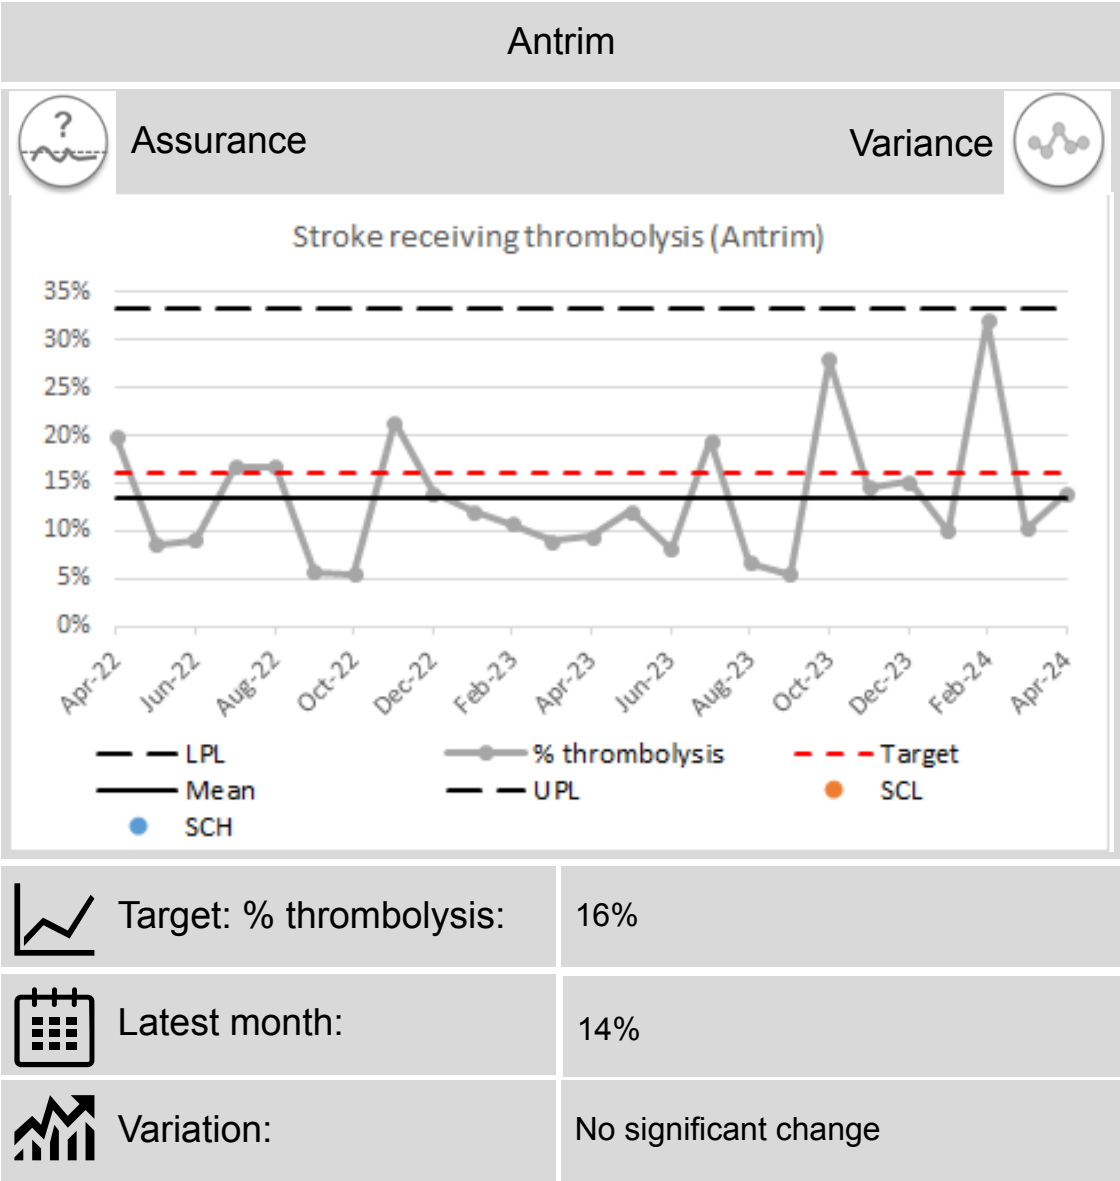 Antrim
?
Assurance
Variance
Stroke receiving thrombolysis (Antrim)
35%
30%
25%
20%
15%
10%
5%
0%
Apr-22
Jun-22
Aug-22
Oct-22
Dec-22
Feb-23
Apr-23
Jun-23
Aug-23
Oct-23
Dec-23
Feb-24
Apr-24
LPL
% thrombolysis
Target
Mean
UPL
SCL
SCH
Target: % thrombolysis:
16%
Latest month:
14%
Variation:
No significant change